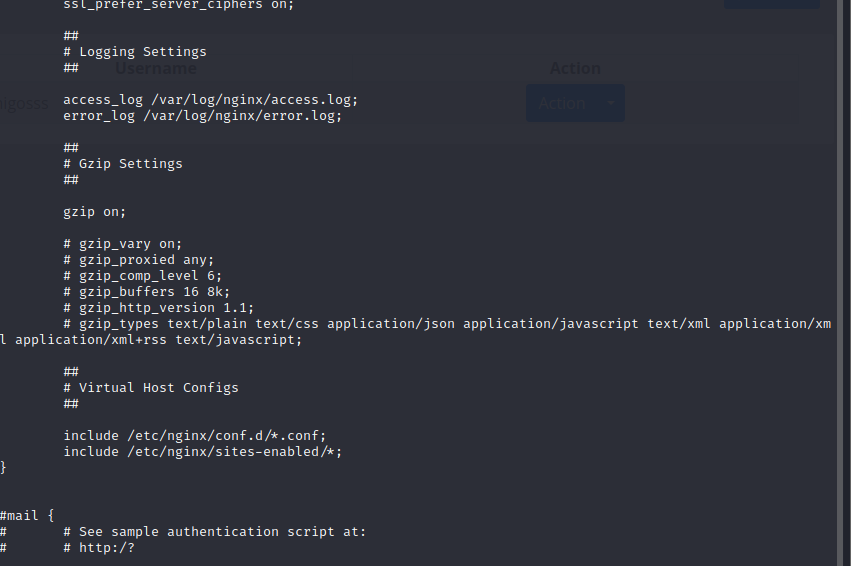 ssl_prefer_server_ciphers on;
##
# Logging Settings
##
Username
Action
access_log /var/log/nginx/access.log;
Action
error_log /var/log/nginx/error.log;
##
# Gzip Settings
##
gzip on;
# gzip_vary on;
# gzip_proxied any;
# gzip_comp_level 6;
# gzip_buffers 16 8k;
# gzip_http_version 1.1;
# gzip_types text/plain text/css application/json application/javascript text/xml application/xm
l application/xml+rss text/javascript;
##
# Virtual Host Configs
##
include /etc/nginx/conf.d/*.conf;
include /etc/nginx/sites-enabled/*;
}
#mail {
#       # See sample authentication script at:
#       # http:/?